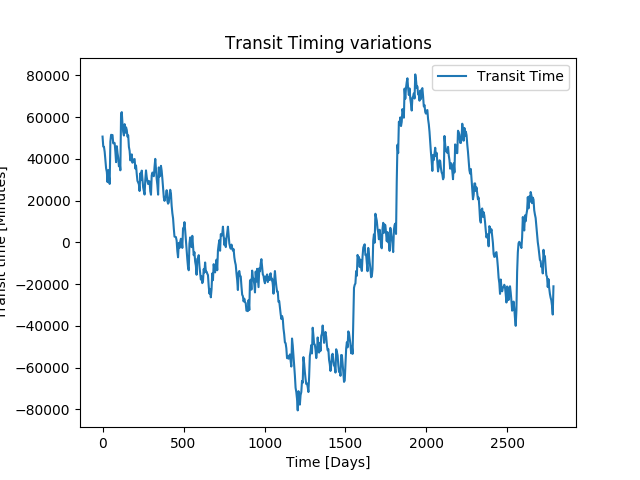 Transit Timing variations
Transit Time
80000
60000
40000
20000
0
−20000
−40000
−60000
−80000
Transit time [Minutes]
0 500 1000 1500 2000 2500
Time [Days]